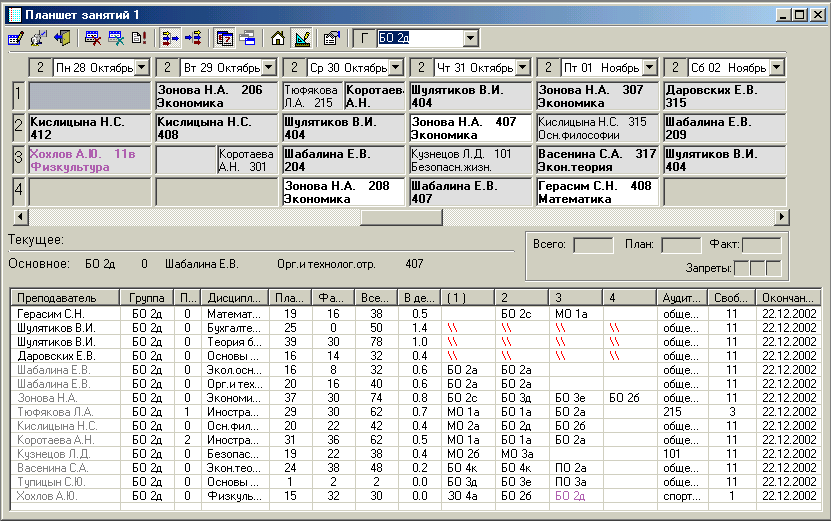 Планшет занятий 1
Г БО 2д
2 Пн 28 Октябрь 2 Вт 29 Октябрь 2 Ср 30 Октябрь 2 Чт 31 Октябрь 2 Пт 01 Ноябрь 2 Сб 02 Ноябрь
1 Зонова Н.А. 206 Тюфякова Коротаева Шулятиков В.И. Зонова Н.А. 307 Даровских Е.В.
Экономика Л.А. 215 А.Н. 404 Экономика 315
2 Кислицына Н.С. Кислицына Н.С. Шулятиков В.И. Зонова Н.А. 407 Кислицына Н.С. 315 Шабалина Е.В.
412 408 404 Экономика Осн.философии 209
3 Хохлов А.Ю. 11в Коротаева Шабалина Е.В. Кузнецов Л.Д. 101 Васенина С.А. 317 Шулятиков В.И.
Физкультура А.Н. 301 204 Безопасн.жизн. Экон.теория 404
4 Зонова Н.А. 208 Шабалина Е.В. Герасим С.Н. 408
Экономика 407 Математика
Текущее:
Всего: План: Факт:
Основное: БО 2д 0 Шабалина Е.В. Орг.и технолог.отр. 407
Запреты:
Преподаватель Группа П... Дисципл... Пла... Фа... Все... В де... ( 1 ) 2 3 4 Аудит... Своб... Окончан...
Герасим С.Н. БО 2д 0 Математ... 19 16 38 0.5 БО 2с МО 1а обще... 11 22.12.2002
Шулятиков В.И. БО 2д 0 Бухгалте... 25 0 50 1.4 \\ \\ \\ \\ обще... 11 22.12.2002
Шулятиков В.И. БО 2д 0 Теория б... 39 30 78 1.0 \\ \\ \\ \\ обще... 11 22.12.2002
Даровских Е.В. БО 2д 0 Основы ... 16 14 32 0.4 \\ \\ \\ \\ обще... 11 22.12.2002
Шабалина Е.В. БО 2д 0 Экол.осн... 16 8 32 0.6 БО 2а БО 2а обще... 11 22.12.2002
Шабалина Е.В. БО 2д 0 Орг.и тех... 20 16 40 0.6 БО 2а БО 2а обще... 11 22.12.2002
Зонова Н.А. БО 2д 0 Экономи... 37 30 74 0.8 БО 2с БО 3д БО 3е БО 2б обще... 11 22.12.2002
Тюфякова Л.А. БО 2д 1 Иностра... 29 30 62 0.7 МО 1а МО 1а БО 2а 215 3 22.12.2002
Кислицына Н.С. БО 2д 0 Осн.фил... 20 22 42 0.4 МО 2а БО 2д БО 2б обще... 11 22.12.2002
Коротаева А.Н. БО 2д 2 Иностра... 31 36 62 0.5 МО 1а БО 1а БО 2а обще... 11 22.12.2002
Кузнецов Л.Д. БО 2д 0 Безопас... 19 22 38 0.4 МО 2б МО 3а 101 11 22.12.2002
Васенина С.А. БО 2д 0 Экон.тео... 24 38 48 0.2 БО 4к БО 4к ПО 2а обще... 11 22.12.2002
Тупицын С.Ю. БО 2д 0 Основы ... 1 2 2 0.0 БО 3д БО 3е ПО 3а обще... 11 22.12.2002
Хохлов А.Ю. БО 2д 0 Физкуль... 15 32 30 0.0 ЗО 4а БО 2б БО 2д спорт... 1 22.12.2002